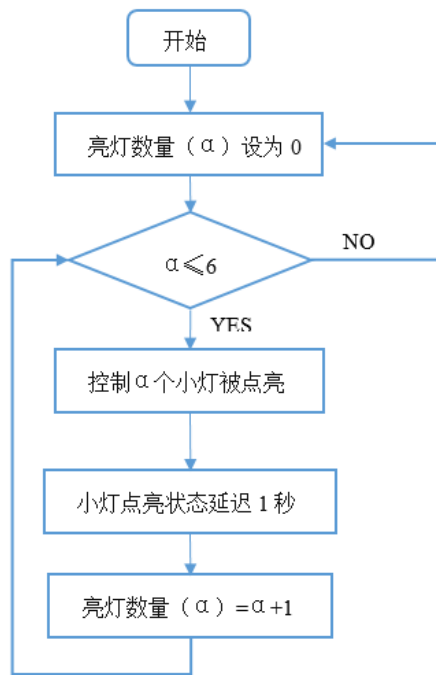 开始
亮灯数量（α）设为 0
α≤6
NO
YES
控制α个小灯被点亮
小灯点亮状态延迟 1 秒
亮灯数量（α）=α+1